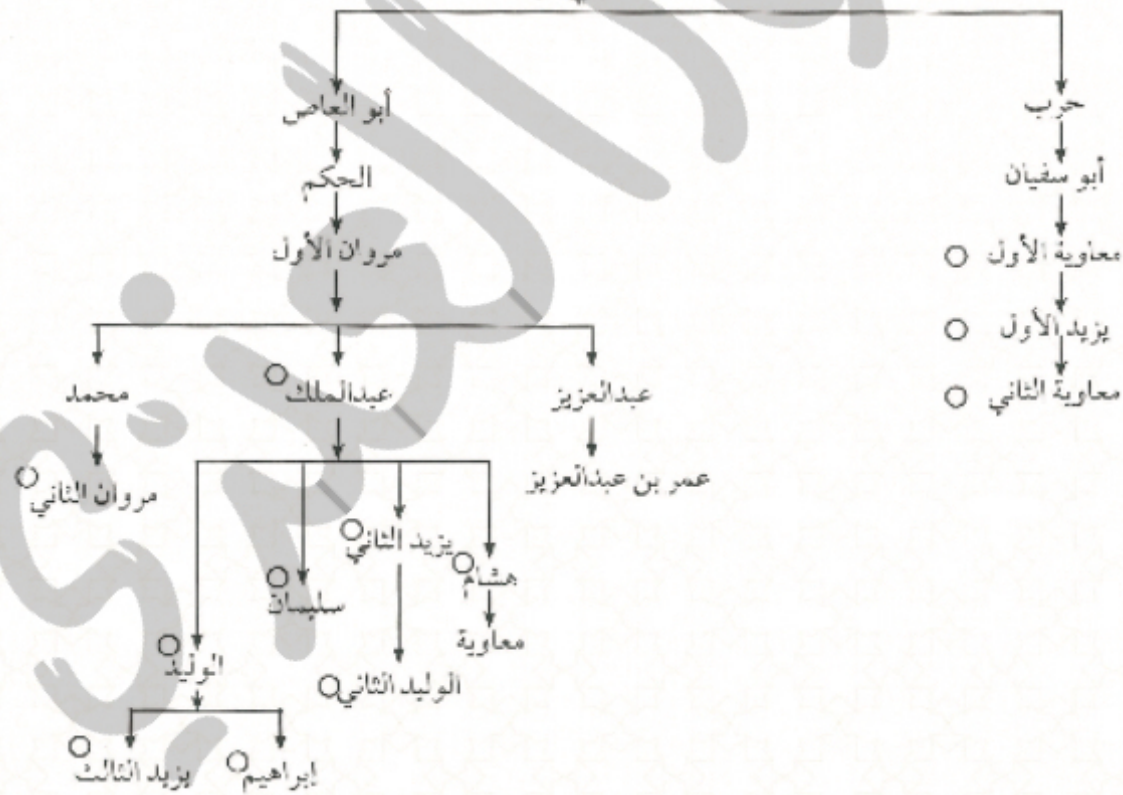 حرب
أبو العاص
أبو سفيان
الحكم
معاوية الأول
مروان الأول
يزيد الأول
معاوية الثاني
عبدالعزيز
عبدالملك
محمد
عمر بن عبدالعزيز
مروان الثاني
هشام
يزيد الثاني
سليمان
الوليد
معاوية
الوليد الثاني
إبراهيم
يزيد الثالث